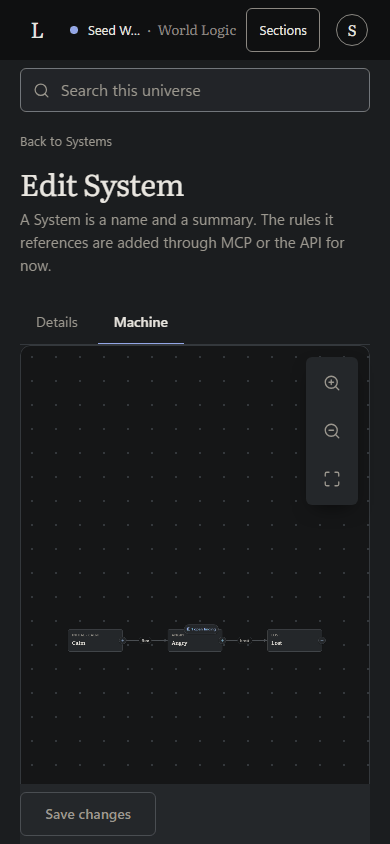 L
Seed W... · World Logic
Sections
S
Search this universe
Back to Systems
Edit System
A System is a name and a summary. The rules it
references are added through MCP or the API for
now.
Details
Machine
Calm
Angry
Lost
Save changes